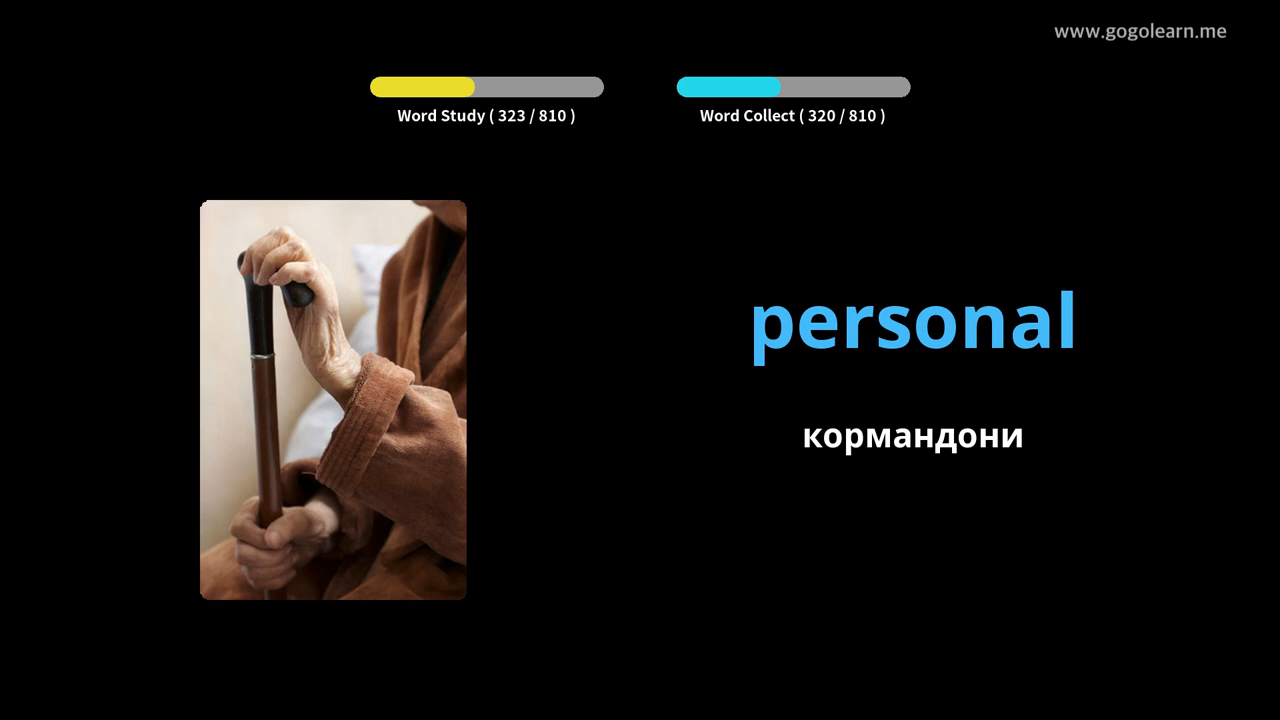 www.gogolearn.me
Word Study ( 323 / 810 )
Word Collect ( 320 / 810 )
personal
кормандони